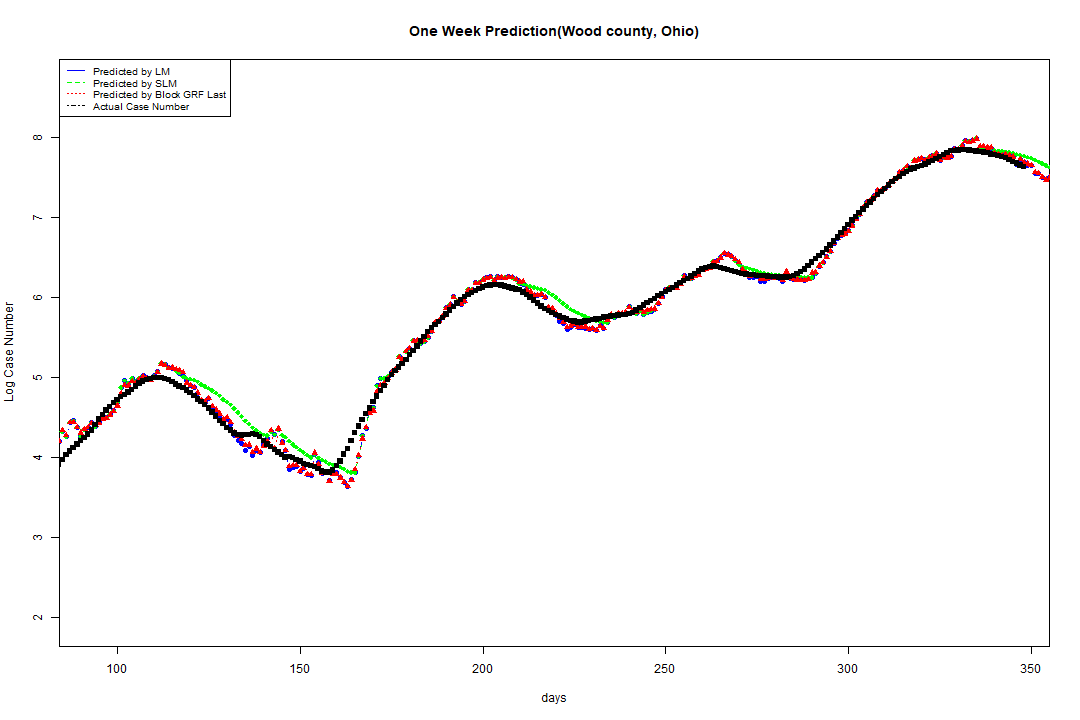 One Week Prediction(Wood county, Ohio)
Predicted by LM
Predicted by SLM
Predicted by Block GRF Last
Actual Case Number
8
7
6
5
4
3
2
Log Case Number
100 150 200 250 300 350
days